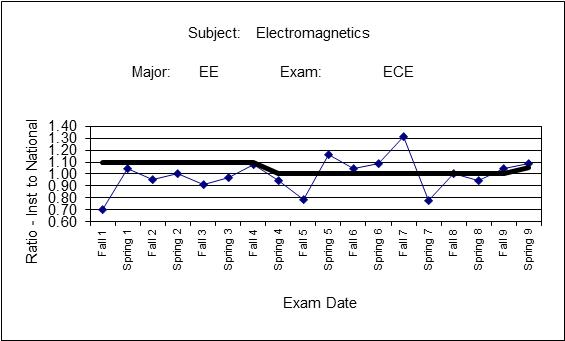 Subject: Electromagnetics
Major: EE Exam: ECE
Ratio - Inst to National
1.40
1.30
1.20
1.10
1.00
0.90
0.80
0.70
0.60
Fall 1
Spring 1
Fall 2
Spring 2
Fall 3
Spring 3
Fall 4
Spring 4
Fall 5
Spring 5
Fall 6
Spring 6
Fall 7
Spring 7
Fall 8
Spring 8
Fall 9
Spring 9
Exam Date